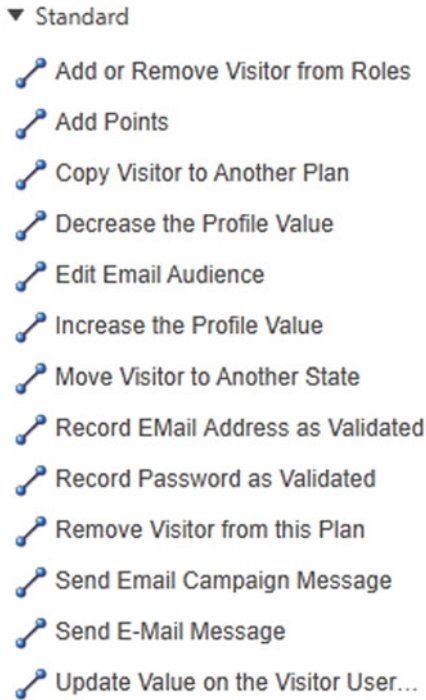 Standard
Add or Remove Visitor from Roles
Add Points
Copy Visitor to Another Plan
Decrease the Profile Value
Edit Email Audience
Increase the Profile Value
Move Visitor to Another State
Record EMail Address as Validated
Record Password as Validated
Remove Visitor from this Plan
Send Email Campaign Message
Send E-Mail Message
Update Value on the Visitor User...